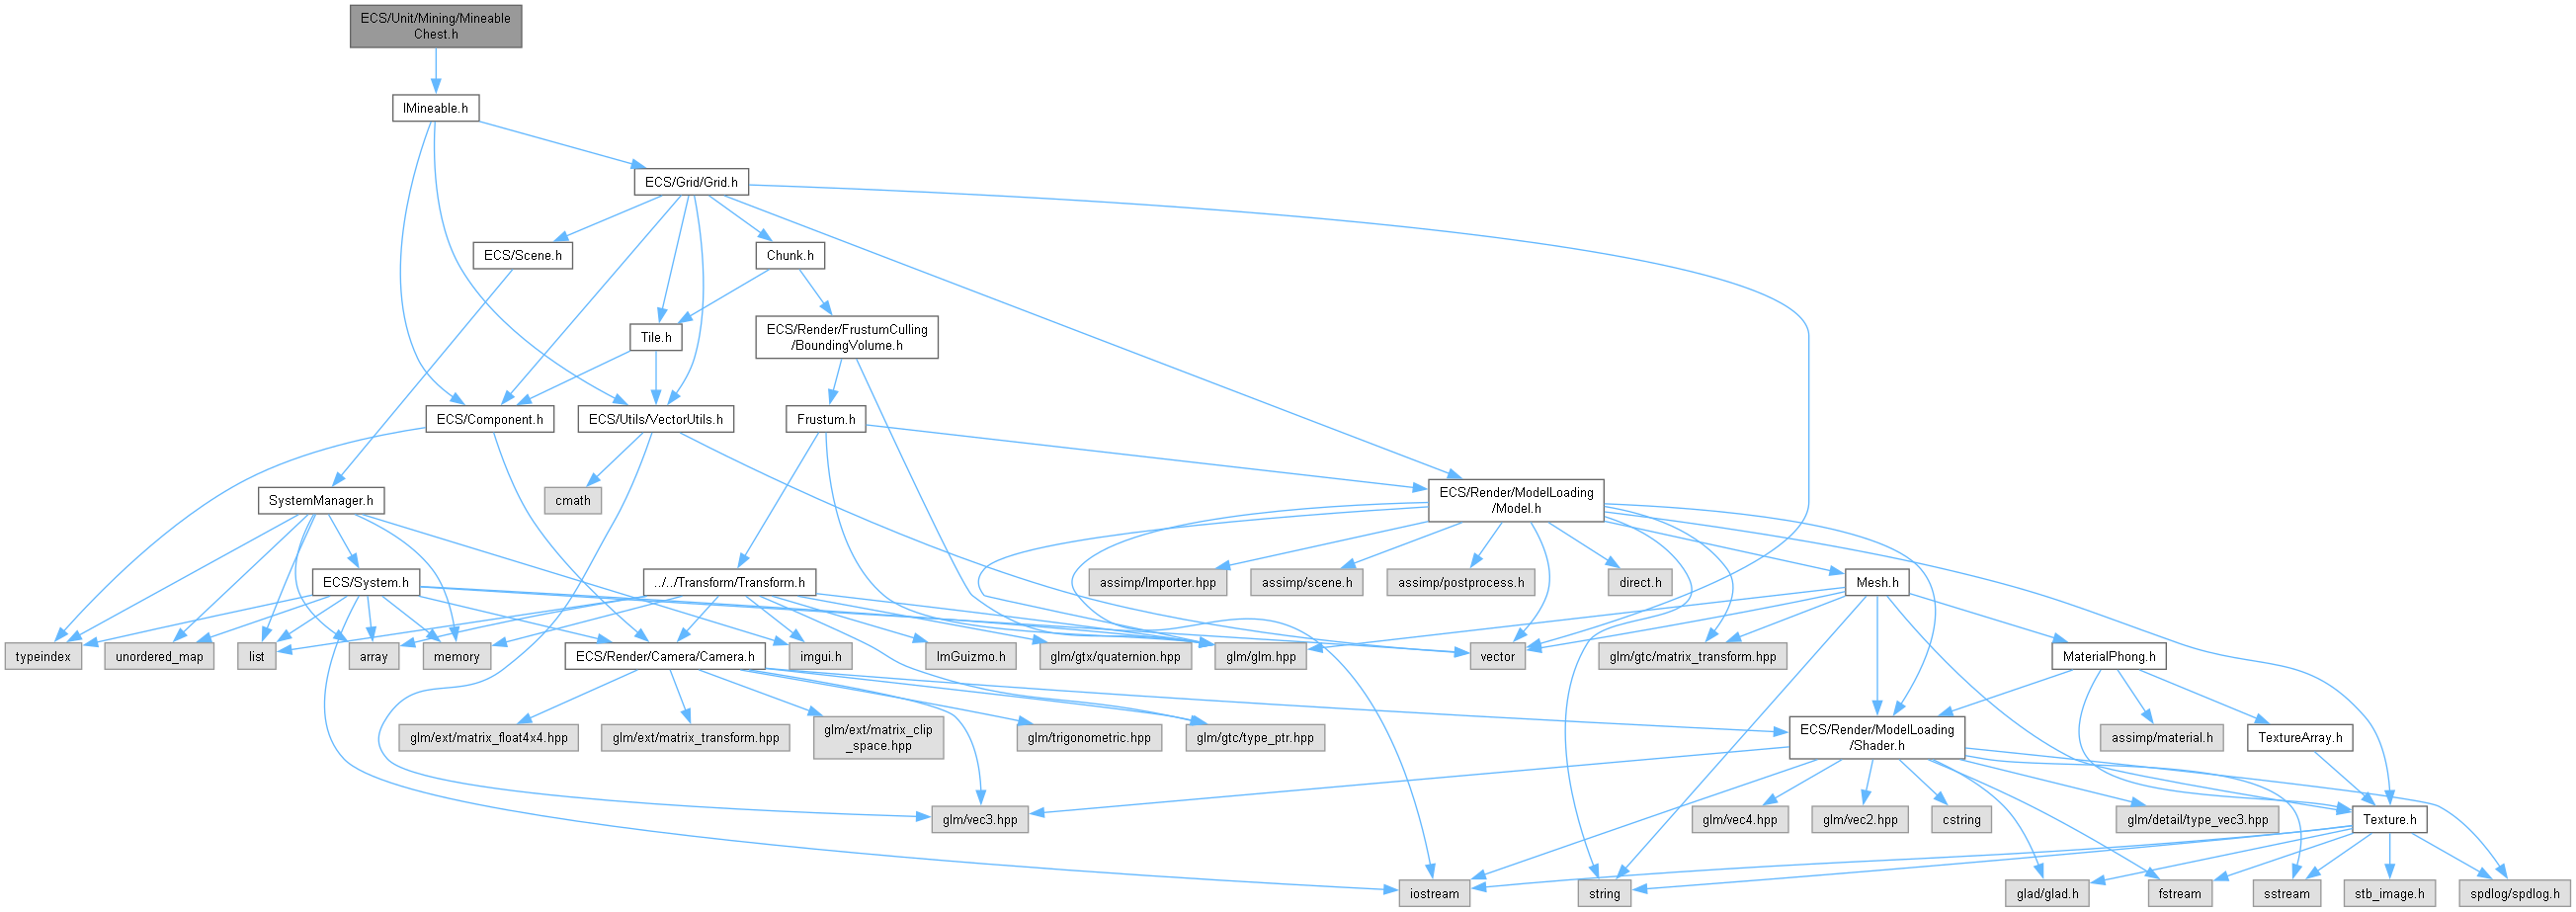 ECS/Unit/Mining/Mineable
Chest.h
IMineable.h
ECS/Grid/Grid.h
ECS/Scene.h
Chunk.h
Tile.h
ECS/Render/FrustumCulling
/BoundingVolume.h
ECS/Component.h
ECS/Utils/VectorUtils.h
Frustum.h
SystemManager.h
cmath
ECS/Render/ModelLoading
/Model.h
ECS/System.h
../../Transform/Transform.h
assimp/Importer.hpp
assimp/scene.h
assimp/postprocess.h
direct.h
Mesh.h
typeindex
unordered_map
list
array
memory
ECS/Render/Camera/Camera.h
imgui.h
ImGuizmo.h
glm/gtx/quaternion.hpp
glm/glm.hpp
vector
glm/gtc/matrix_transform.hpp
MaterialPhong.h
glm/ext/matrix_float4x4.hpp
glm/ext/matrix_transform.hpp
glm/ext/matrix_clip
_space.hpp
glm/trigonometric.hpp
glm/gtc/type_ptr.hpp
ECS/Render/ModelLoading
/Shader.h
assimp/material.h
TextureArray.h
glm/vec3.hpp
glm/vec4.hpp
glm/vec2.hpp
cstring
glm/detail/type_vec3.hpp
Texture.h
iostream
string
glad/glad.h
fstream
sstream
stb_image.h
spdlog/spdlog.h